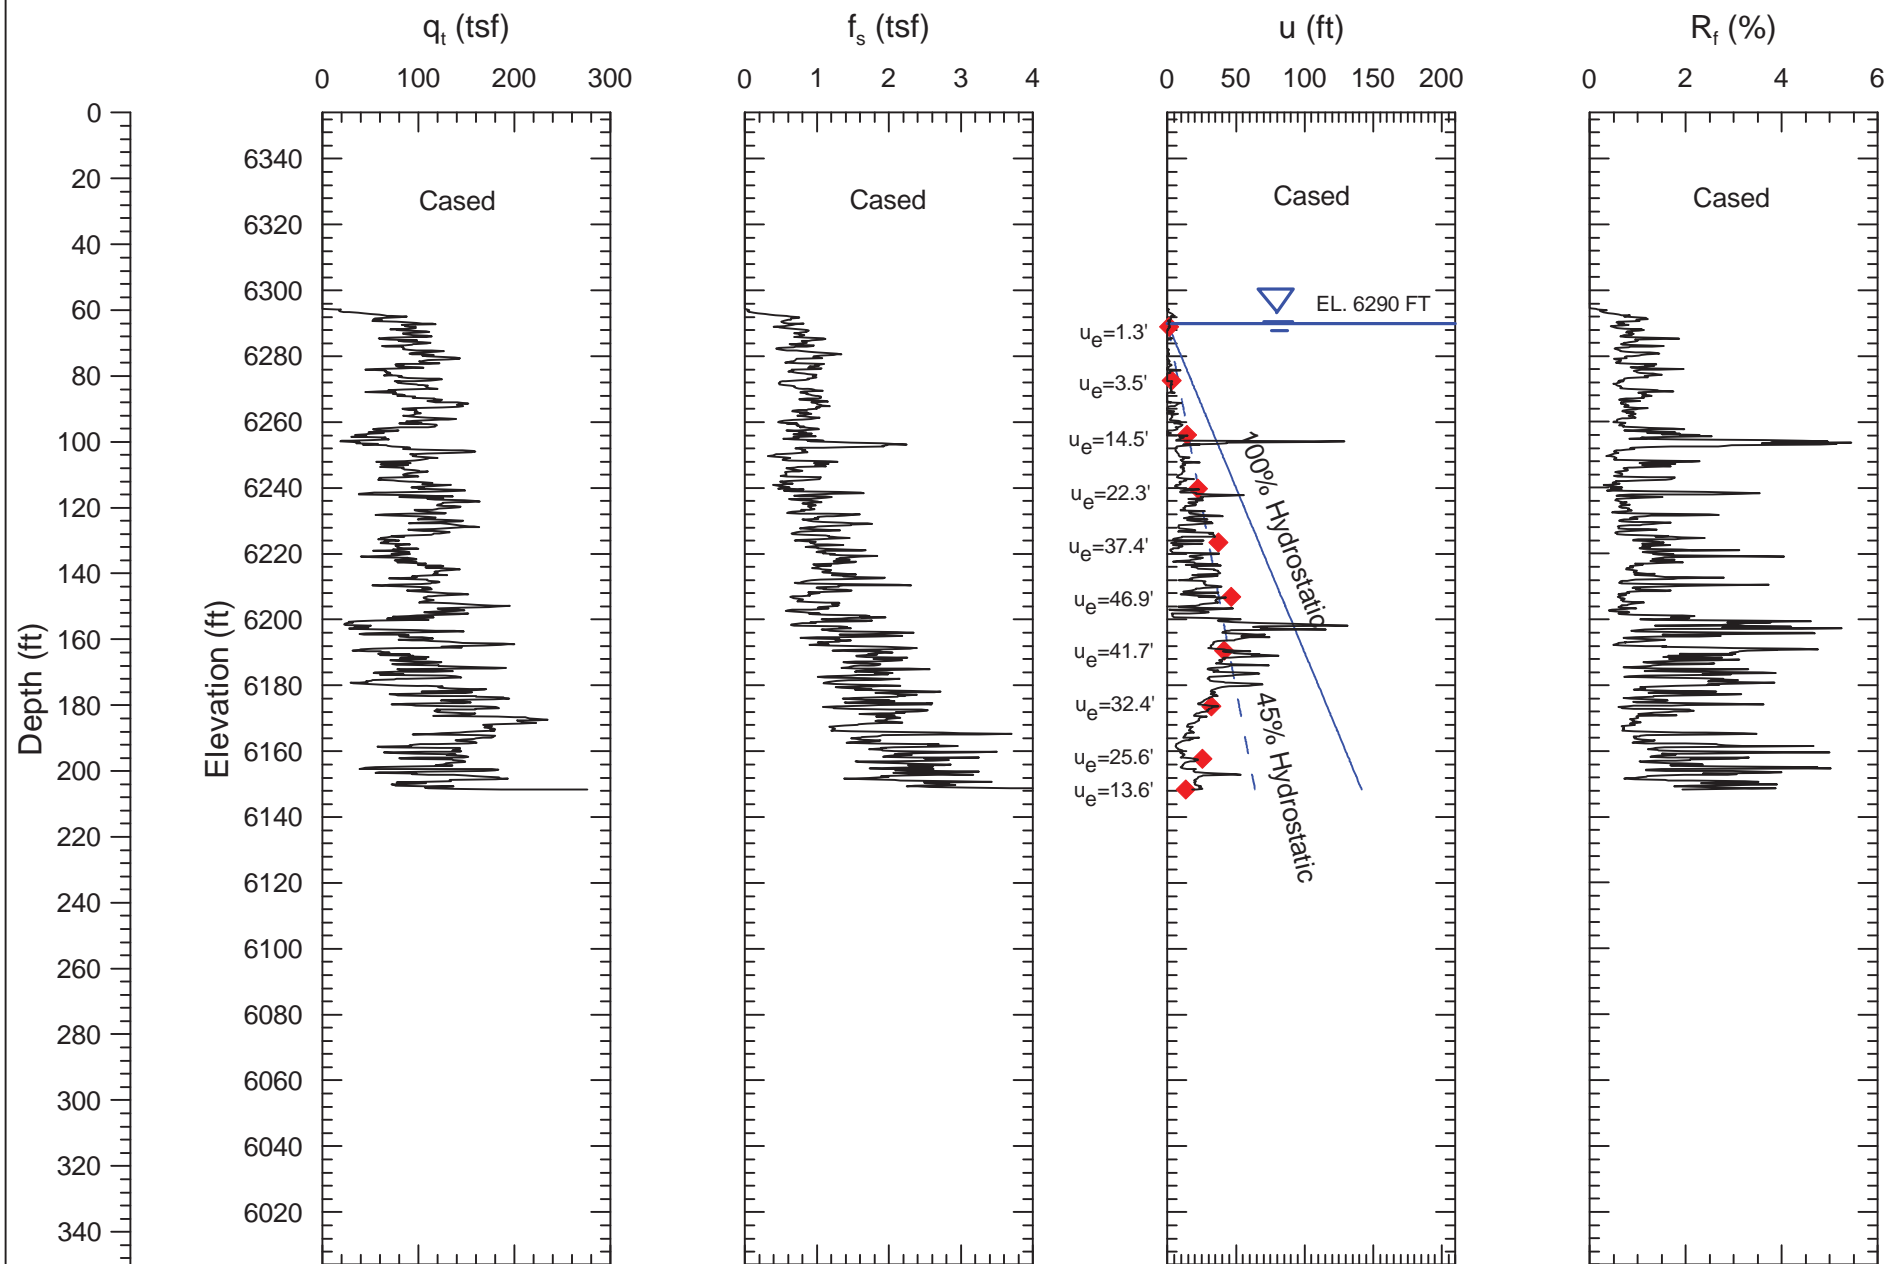 qt (tsf)
fs (tsf)
u (ft)
Rf (%)
0 100 200 300
0 1 2 3 4
0 50 100 150 200
0 2 4 6
Depth (ft)
0
20
40
60
80
100
120
140
160
180
200
220
240
260
280
300
320
340
Elevation (ft)
6340
6320
6300
6280
6260
6240
6220
6200
6180
6160
6140
6120
6100
6080
6060
6040
6020
Cased
Cased
Cased
Cased
EL. 6290 FT
ue=1.3'
ue=3.5'
ue=14.5'
ue=22.3'
ue=37.4'
ue=46.9'
ue=41.7'
ue=32.4'
ue=25.6'
ue=13.6'
100% Hydrostatic
45% Hydrostatic